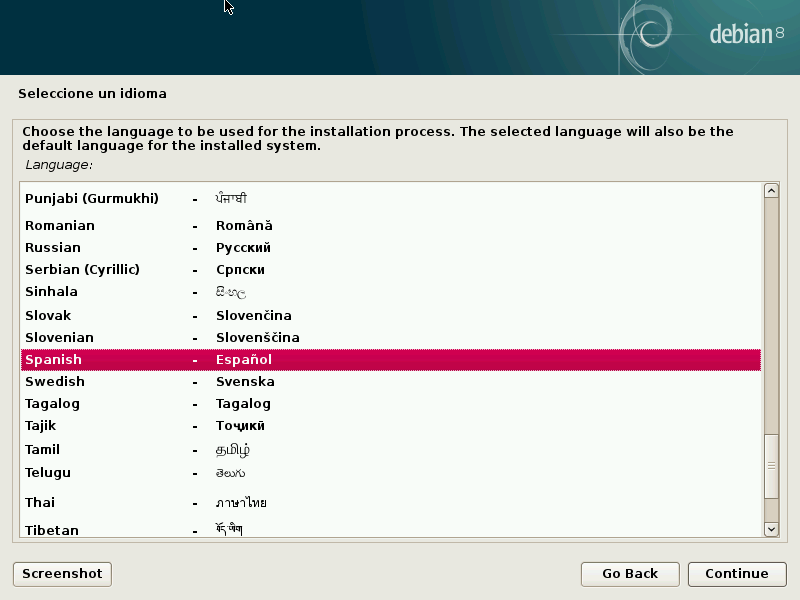 debian 8
Seleccione un idioma
Choose the language to be used for the installation process. The selected language will also be the
default language for the installed system.
Language:
Punjabi (Gurmukhi) - ਪੰਜਾਬੀ
Romanian - Română
Russian - Русский
Serbian (Cyrillic) - Српски
Sinhala - සිංහල
Slovak - Slovenčina
Slovenian - Slovenščina
Spanish - Español
Swedish - Svenska
Tagalog - Tagalog
Tajik - Тоҷикӣ
Tamil - தமிழ்
Telugu - తెలుగు
Thai - ภาษาไทย
Tibetan - བོད་ཡིག
Screenshot
Go Back
Continue